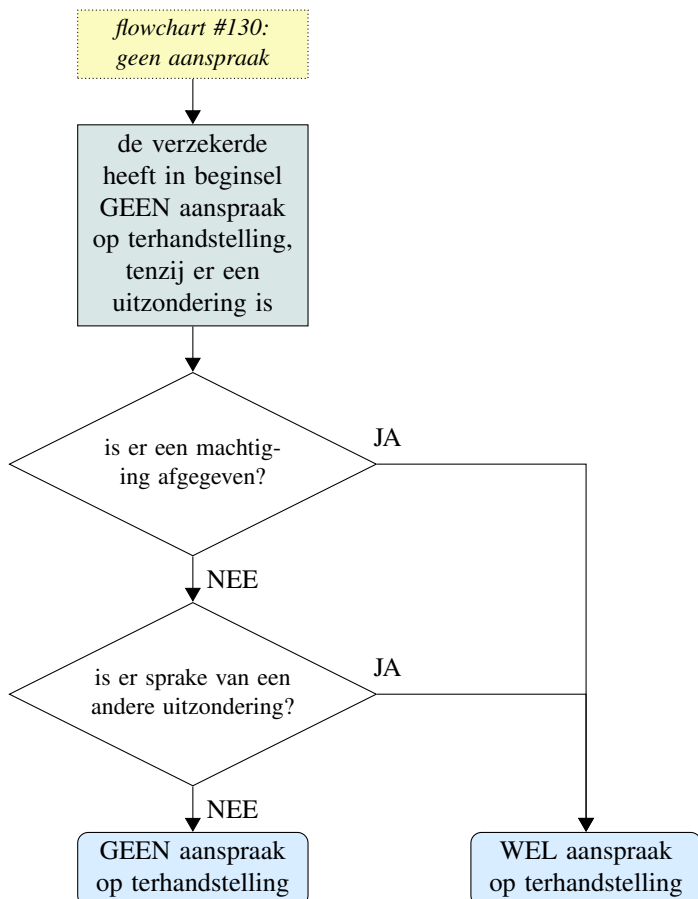 flowchart #130:
geen aanspraak
de verzekerde
heeft in beginsel
GEEN aanspraak
op terhandstelling,
tenzij er een
uitzondering is
is er een machtig-
ing afgegeven?
JA
NEE
is er sprake van een
andere uitzondering?
JA
NEE
GEEN aanspraak
op terhandstelling
WEL aanspraak
op terhandstelling